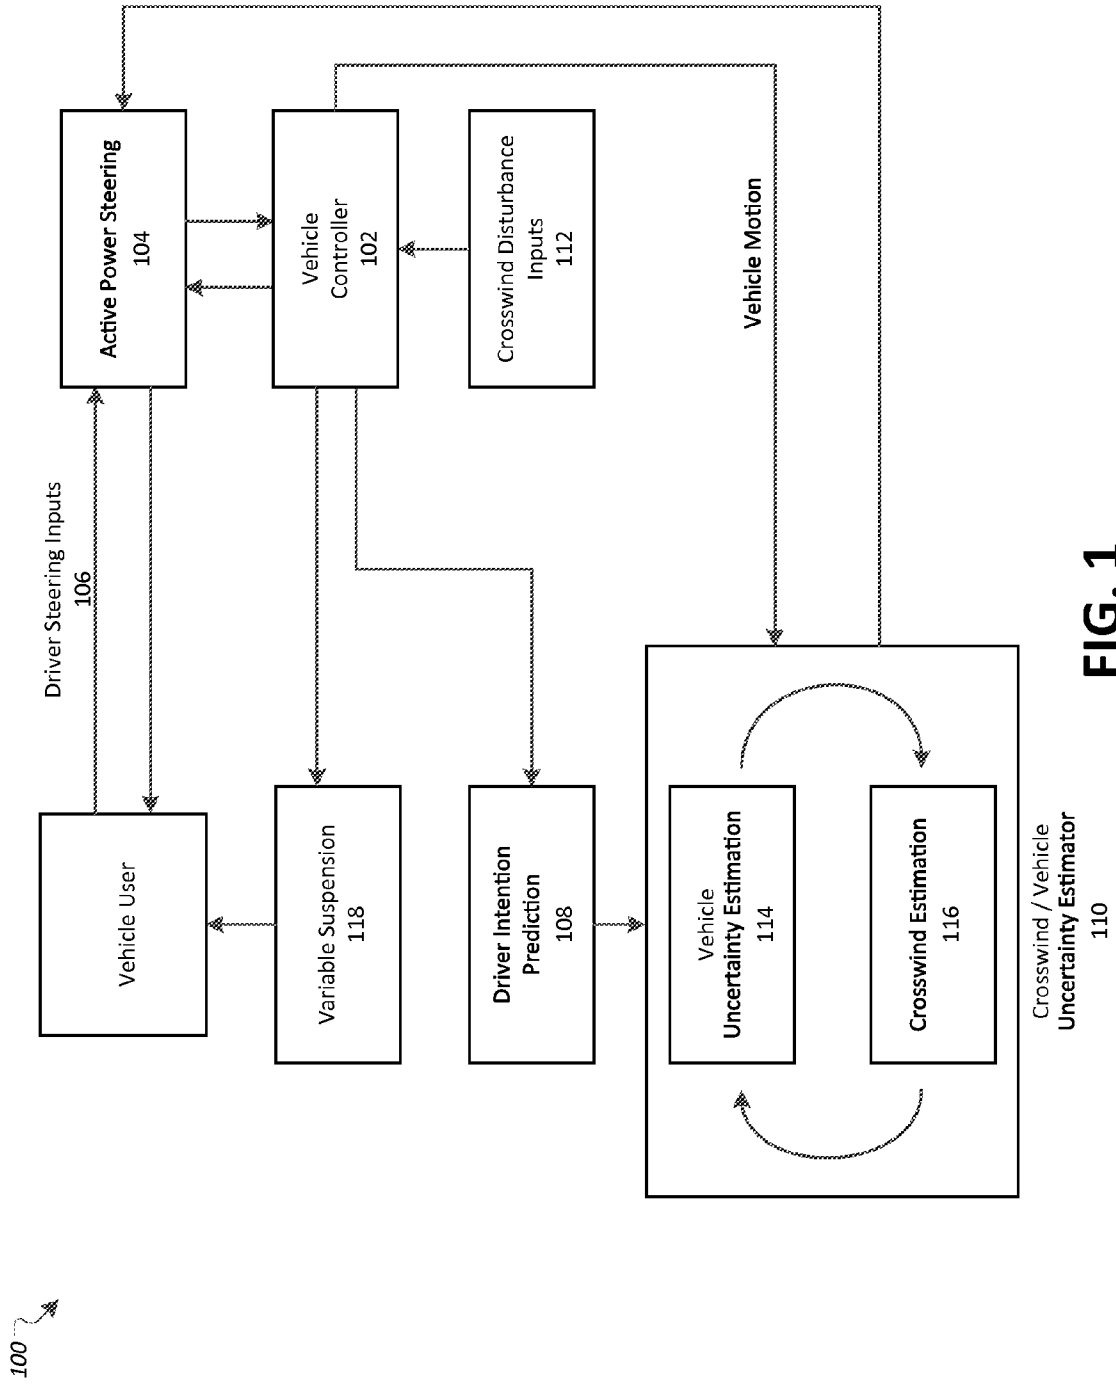 100
Vehicle User
Driver Steering Inputs
106
Active Power Steering
104
Variable Suspension
118
Vehicle
Controller
102
Driver Intention
Prediction
108
Crosswind Disturbance
Inputs
112
Vehicle
Uncertainty Estimation
114
Vehicle Motion
Crosswind Estimation
116
Crosswind / Vehicle
Uncertainty Estimator
110
FIG. 1